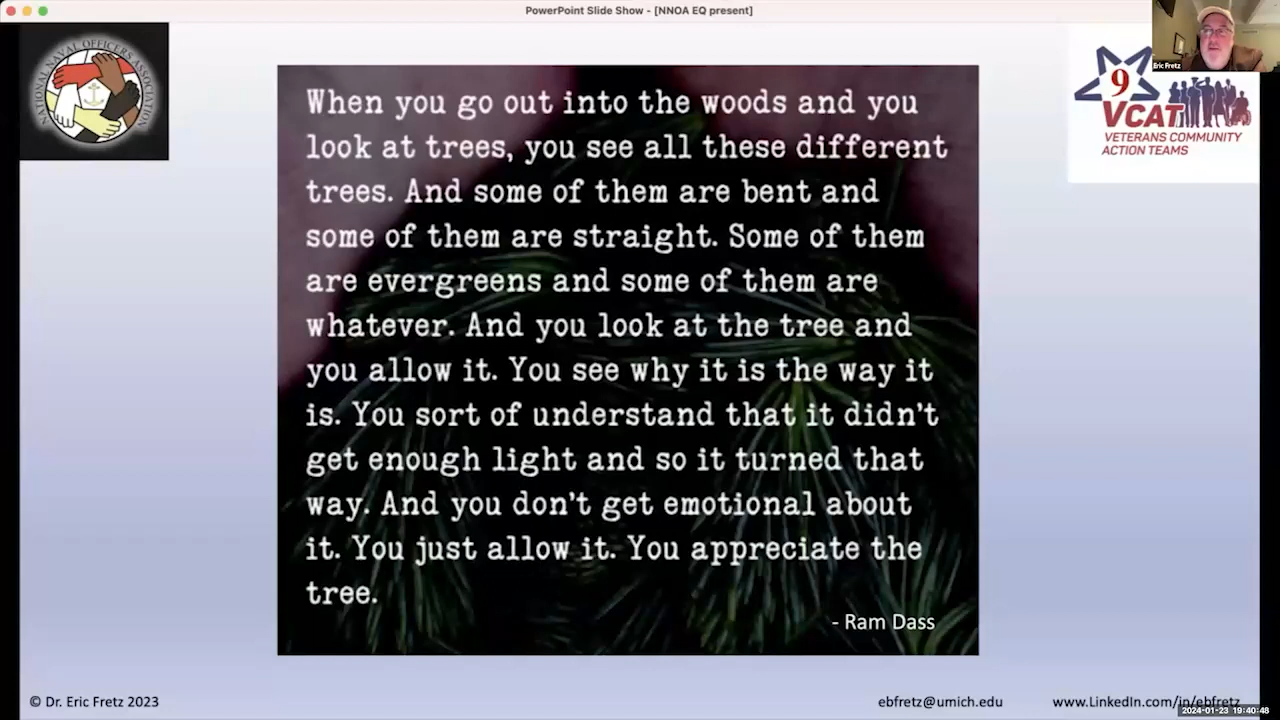 PowerPoint Slide Show - [NNOA EQ present]
NATIONAL NAVAL OFFICERS ASSOCIATION
Eric Fretz
9
VCAT
VETERANS COMMUNITY
ACTION TEAMS
When you go out into the woods and you
look at trees, you see all these different
trees. And some of them are bent and
some of them are straight. Some of them
are evergreens and some of them are
whatever. And you look at the tree and
you allow it. You see why it is the way it
is. You sort of understand that it didn't
get enough light and so it turned that
way. And you don't get emotional about
it. You just allow it. You appreciate the
tree.
- Ram Dass
© Dr. Eric Fretz 2023
ebfretz@umich.edu
www.LinkedIn.com/in/ebfretz
2024-01-23 19:40:48